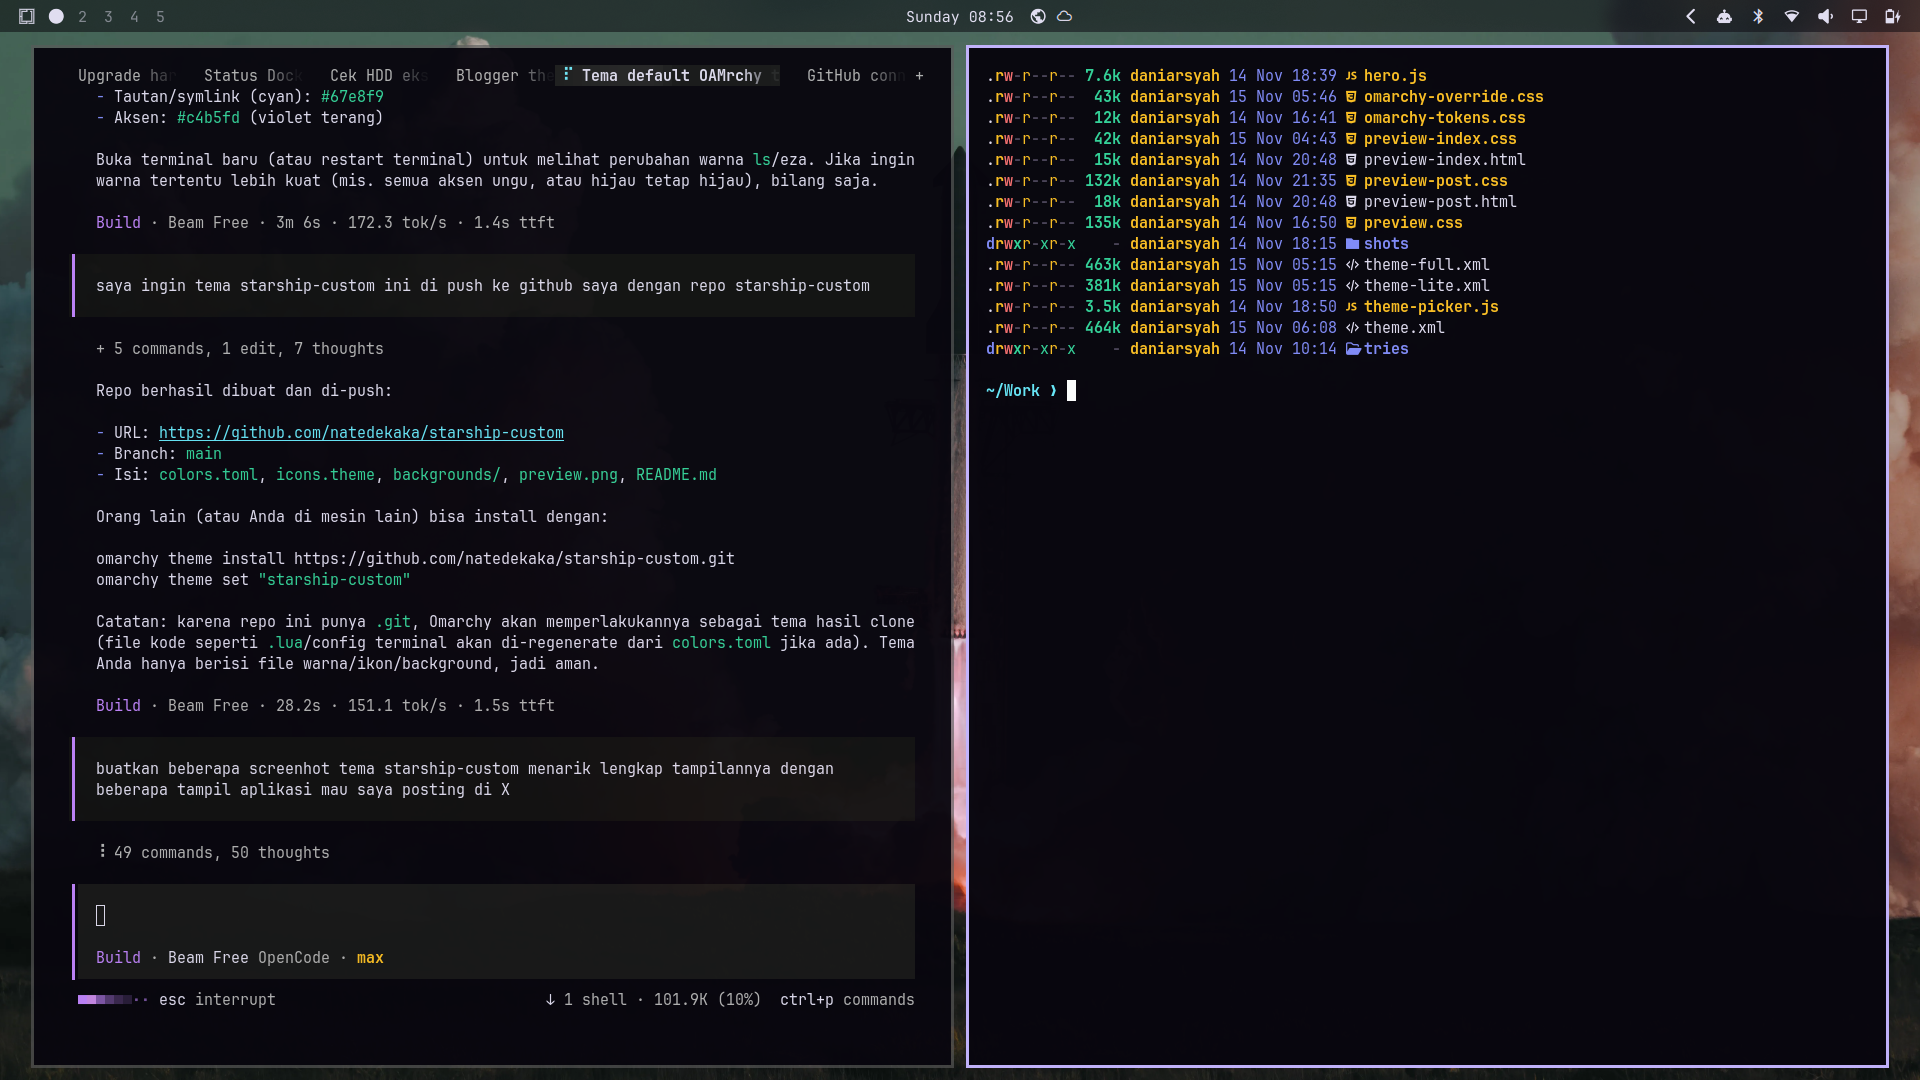 2 3 4 5
Sunday 08:56
Upgrade har Status Dock Cek HDD eks Blogger the Tema default OAMrchy t GitHub conn +
- Tautan/symlink (cyan): #67e8f9
- Aksen: #c4b5fd (violet terang)
Buka terminal baru (atau restart terminal) untuk melihat perubahan warna ls/eza. Jika ingin
warna tertentu lebih kuat (mis. semua aksen ungu, atau hijau tetap hijau), bilang saja.
Build · Beam Free · 3m 6s · 172.3 tok/s · 1.4s ttft
saya ingin tema starship-custom ini di push ke github saya dengan repo starship-custom
+ 5 commands, 1 edit, 7 thoughts
Repo berhasil dibuat dan di-push:
- URL: https://github.com/natedekaka/starship-custom
- Branch: main
- Isi: colors.toml, icons.theme, backgrounds/, preview.png, README.md
Orang lain (atau Anda di mesin lain) bisa install dengan:
omarchy theme install https://github.com/natedekaka/starship-custom.git
omarchy theme set "starship-custom"
Catatan: karena repo ini punya .git, Omarchy akan memperlakukannya sebagai tema hasil clone
(file kode seperti .lua/config terminal akan di-regenerate dari colors.toml jika ada). Tema
Anda hanya berisi file warna/ikon/background, jadi aman.
Build · Beam Free · 28.2s · 151.1 tok/s · 1.5s ttft
buatkan beberapa screenhot tema starship-custom menarik lengkap tampilannya dengan
beberapa tampil aplikasi mau saya posting di X
49 commands, 50 thoughts
Build · Beam Free OpenCode · max
esc interrupt ↓ 1 shell · 101.9K (10%) ctrl+p commands
.rw-r--r-- 7.6k daniarsyah 14 Nov 18:39 JS hero.js
.rw-r--r-- 43k daniarsyah 15 Nov 05:46 omarchy-override.css
.rw-r--r-- 12k daniarsyah 14 Nov 16:41 omarchy-tokens.css
.rw-r--r-- 42k daniarsyah 15 Nov 04:43 preview-index.css
.rw-r--r-- 15k daniarsyah 14 Nov 20:48 preview-index.html
.rw-r--r-- 132k daniarsyah 14 Nov 21:35 preview-post.css
.rw-r--r-- 18k daniarsyah 14 Nov 20:48 preview-post.html
.rw-r--r-- 135k daniarsyah 14 Nov 16:50 preview.css
drwxr-xr-x - daniarsyah 14 Nov 18:15 shots
.rw-r--r-- 463k daniarsyah 15 Nov 05:15 </> theme-full.xml
.rw-r--r-- 381k daniarsyah 15 Nov 05:15 </> theme-lite.xml
.rw-r--r-- 3.5k daniarsyah 14 Nov 18:50 JS theme-picker.js
.rw-r--r-- 464k daniarsyah 15 Nov 06:08 </> theme.xml
drwxr-xr-x - daniarsyah 14 Nov 10:14 tries
~/Work ❯